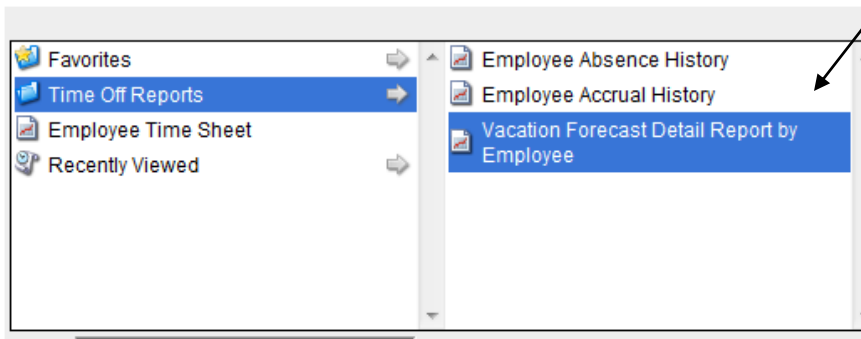 Favorites
Time Off Reports
Employee Time Sheet
Recently Viewed
Employee Absence History
Employee Accrual History
Vacation Forecast Detail Report by
Employee